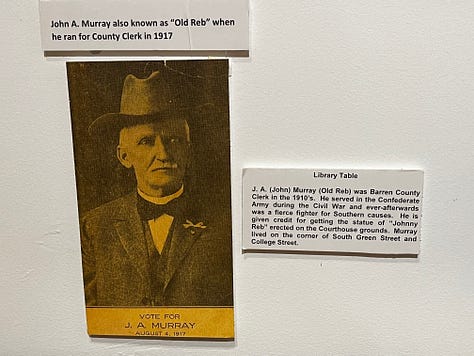 John A. Murray also known as “Old Reb” when
he ran for County Clerk in 1917
VOTE FOR
J. A. MURRAY
AUGUST 4, 1917
Library Table
J. A. (John) Murray (Old Reb) was Barren County
Clerk in the 1910's. He served in the Confederate
Army during the Civil War and ever-afterwards
was a fierce fighter for Southern causes. He is
given credit for getting the statue of “Johnny
Reb” erected on the Courthouse grounds. Murray
lived on the corner of South Green Street and
College Street.